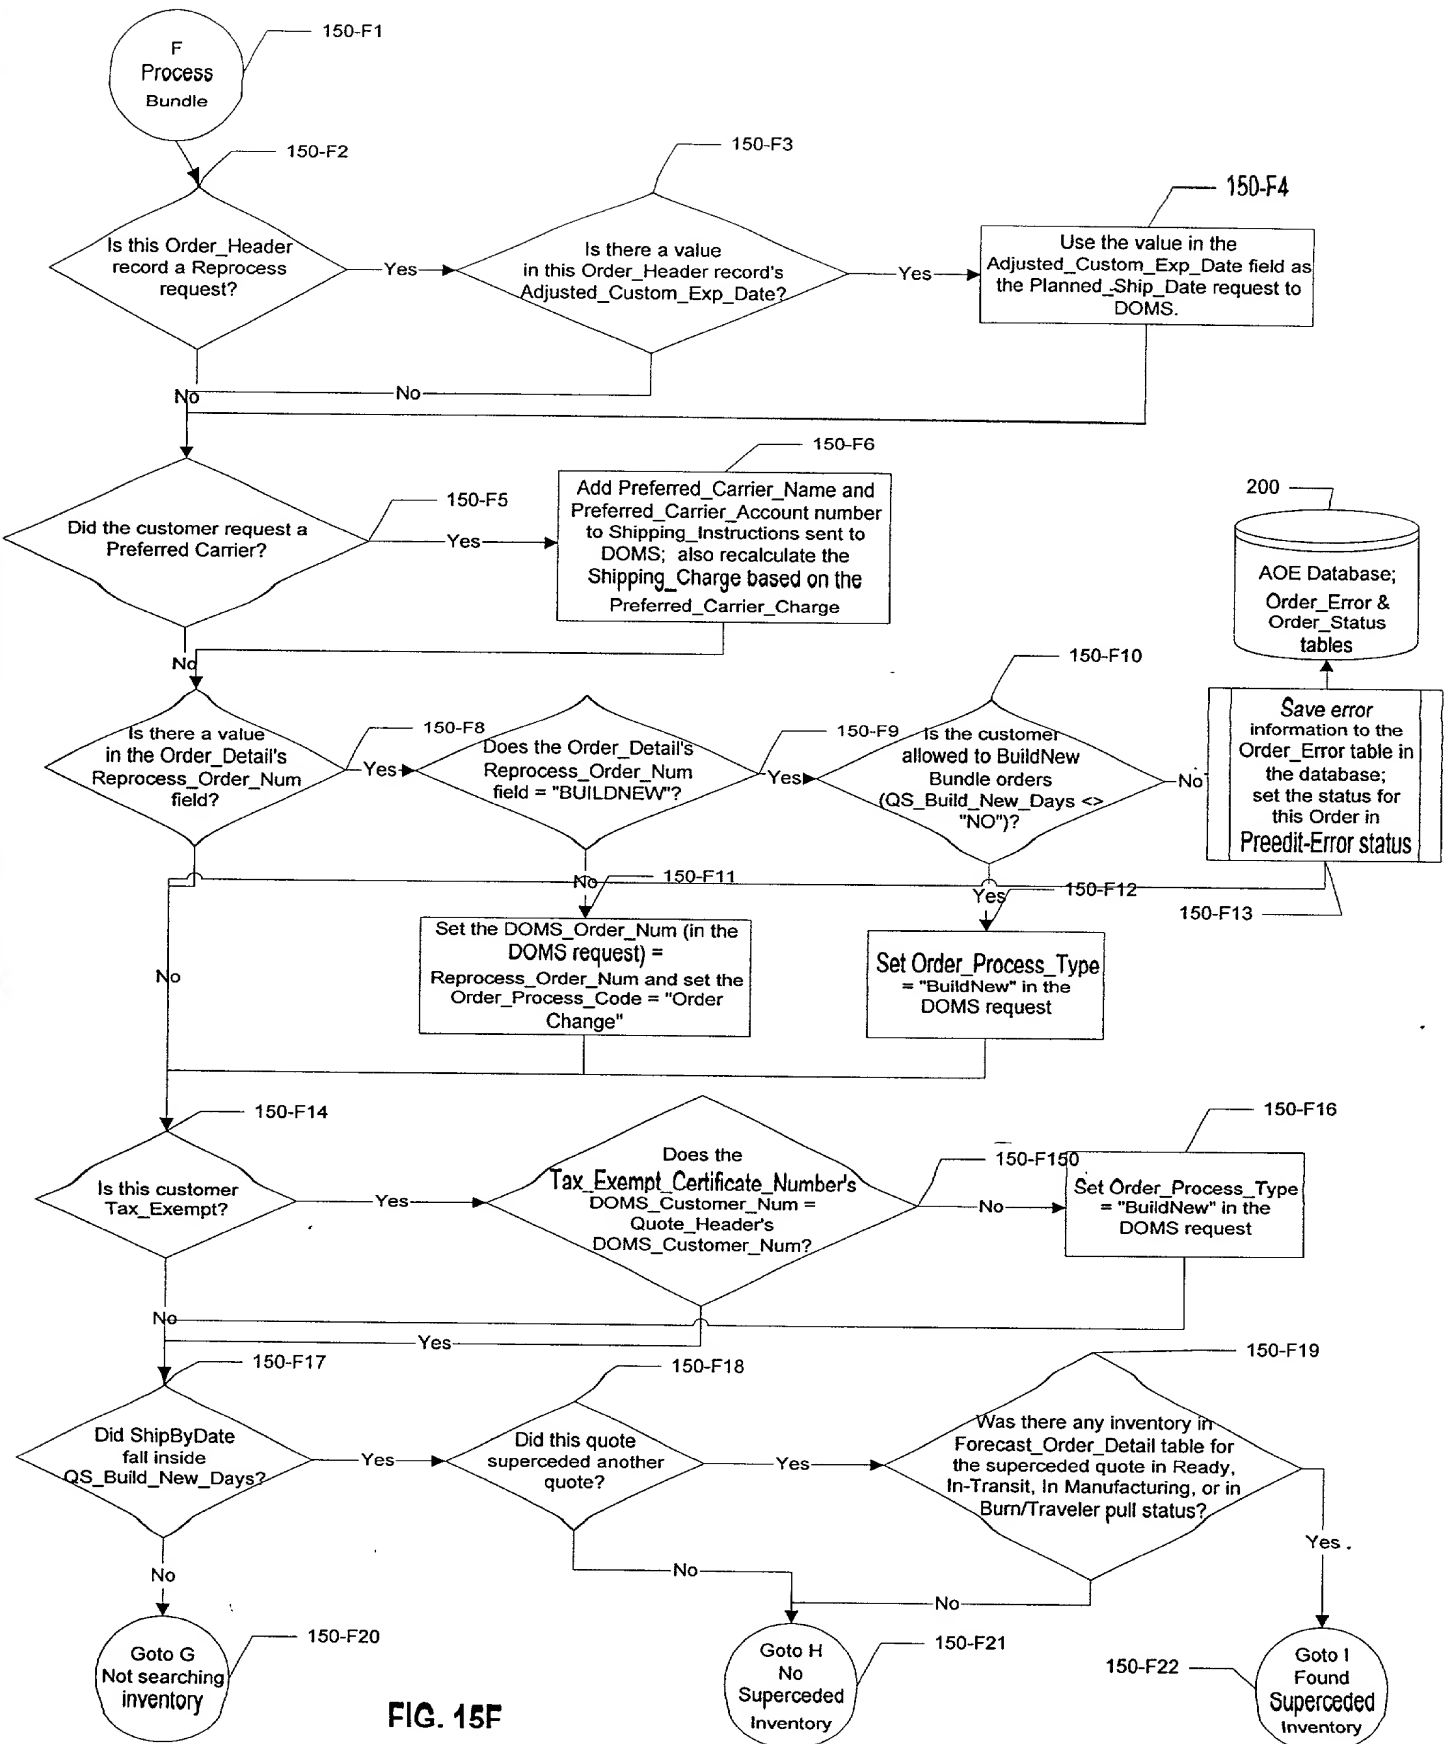 150-F1
F
Process
Bundle
150-F2
150-F3
150-F4
Is this Order_Header
record a Reprocess
request?
Yes
Is there a value
in this Order_Header record's
Adjusted_Custom_Exp_Date?
Yes
Use the value in the
Adjusted_Custom_Exp_Date field as
the Planned_Ship_Date request to
DOMS.
No
No
150-F5
Did the customer request a
Preferred Carrier?
Yes
150-F6
Add Preferred_Carrier_Name and
Preferred_Carrier_Account number
to Shipping_Instructions sent to
DOMS; also recalculate the
Shipping_Charge based on the
Preferred_Carrier_Charge
200
AOE Database;
Order_Error &
Order_Status
tables
No
150-F8
Is there a value
in the Order_Detail's
Reprocess_Order_Num
field?
Yes
150-F9
Does the Order_Detail's
Reprocess_Order_Num
field = "BUILDNEW"?
Yes
150-F10
Is the customer
allowed to BuildNew
Bundle orders
(QS_Build_New_Days <>
"NO")?
No
Save error
information to the
Order_Error table in
the database;
set the status for
this Order in
Preedit-Error status
No
150-F11
Yes
150-F12
150-F13
No
Set the DOMS_Order_Num (in the
DOMS request) =
Reprocess_Order_Num and set the
Order_Process_Code = "Order
Change"
Set Order_Process_Type
= "BuildNew" in the
DOMS request
150-F14
Is this customer
Tax_Exempt?
Yes
150-F150
Does the
Tax_Exempt_Certificate_Number's
DOMS_Customer_Num =
Quote_Header's
DOMS_Customer_Num?
No
150-F16
Set Order_Process_Type
= "BuildNew" in the
DOMS request
No
Yes
150-F17
Did ShipByDate
fall inside
QS_Build_New_Days?
Yes
150-F18
Did this quote
superceded another
quote?
Yes
150-F19
Was there any inventory in
Forecast_Order_Detail table for
the superceded quote in Ready,
In-Transit, In Manufacturing, or in
Burn/Traveler pull status?
Yes
No
No
No
150-F20
Goto G
Not searching
inventory
150-F21
Goto H
No
Superceded
Inventory
150-F22
Goto I
Found
Superceded
Inventory
FIG. 15F